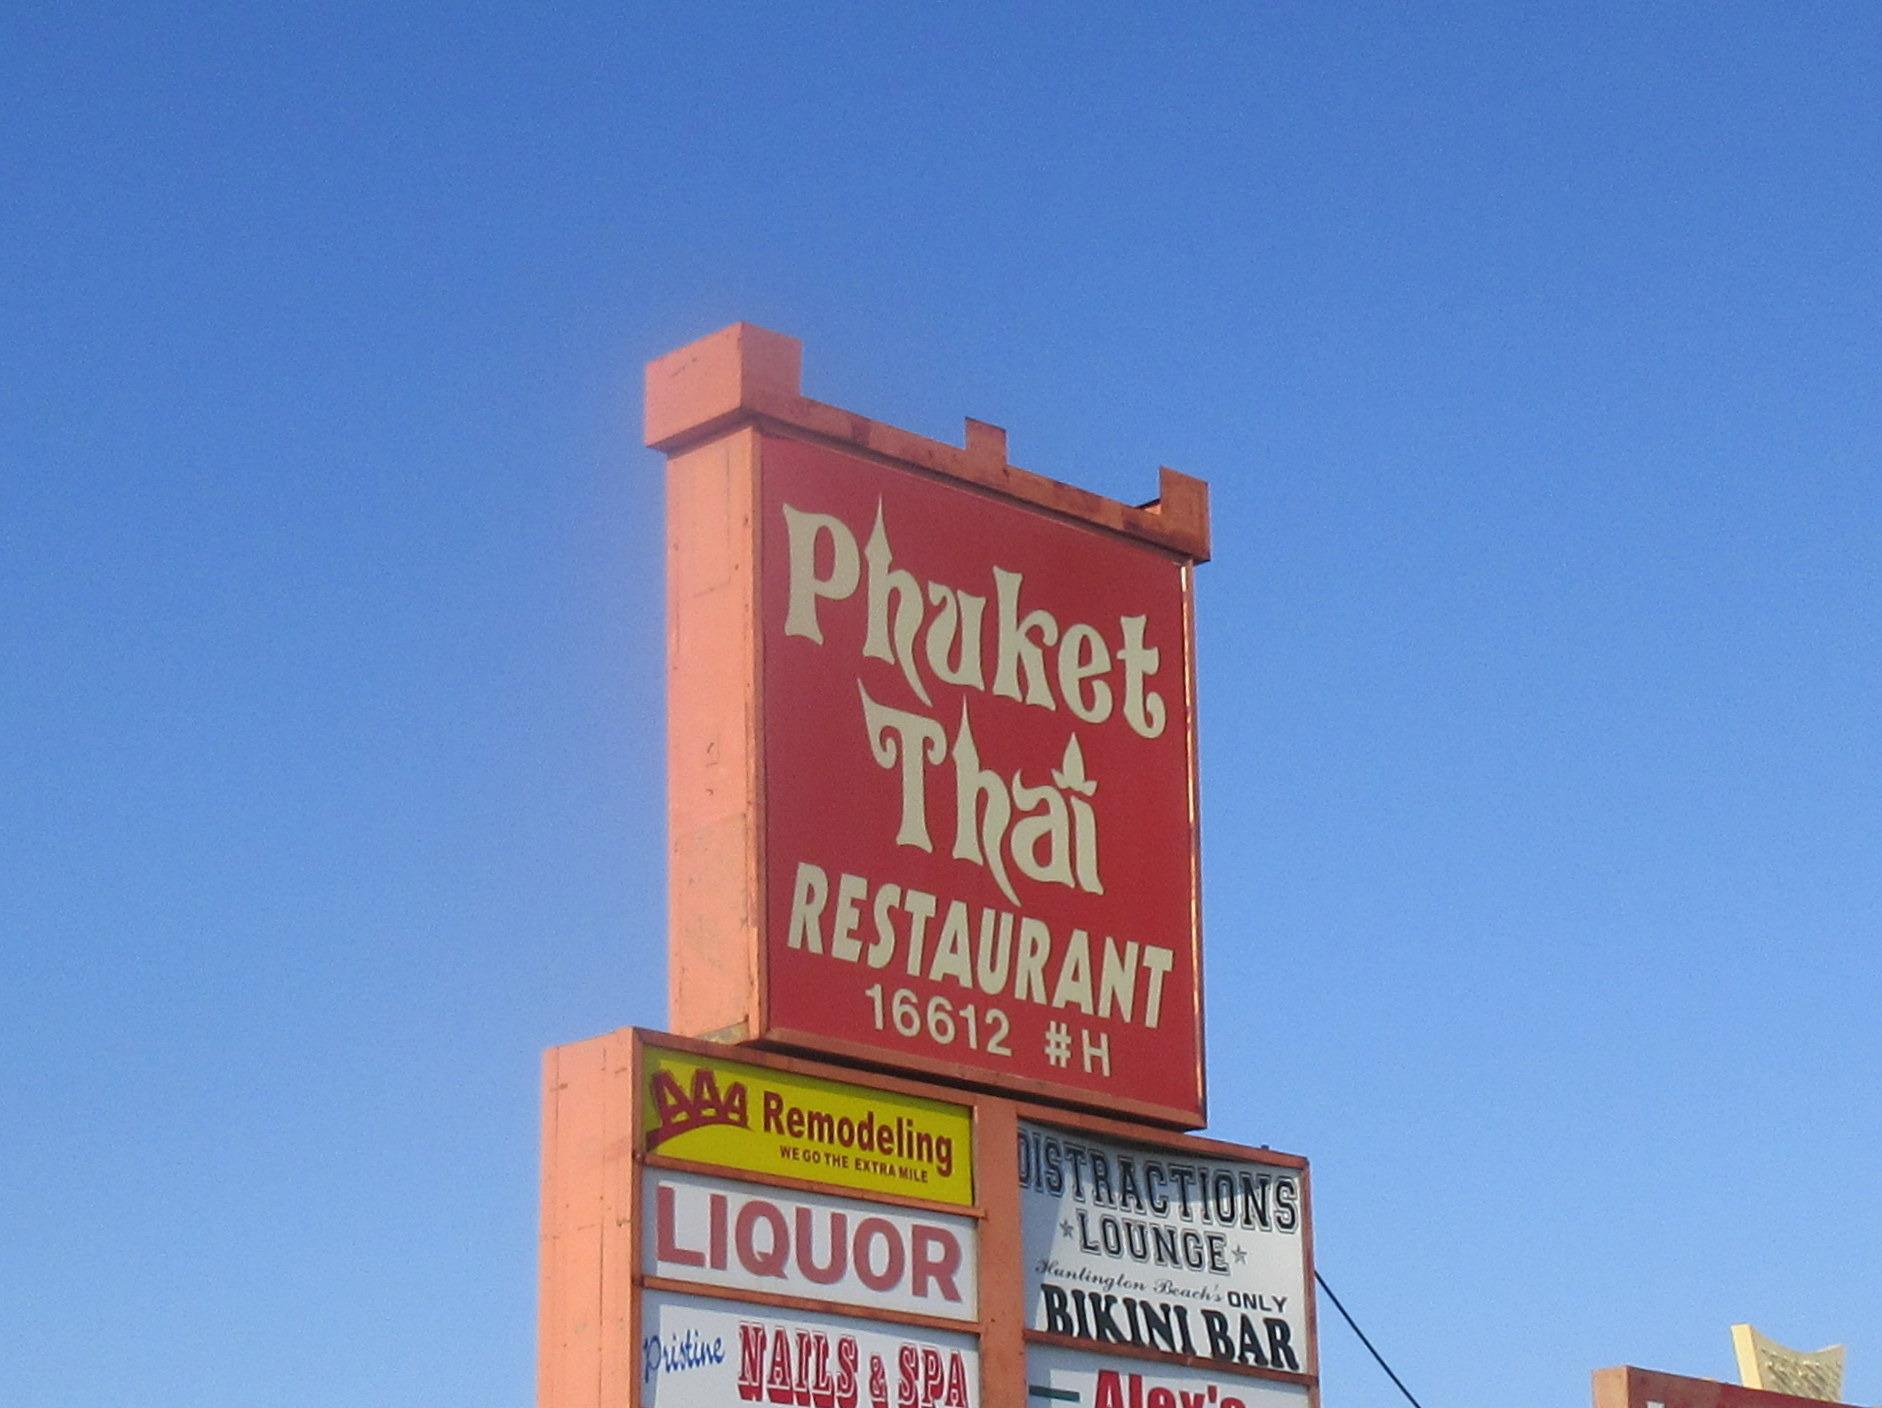 Phuket
Thai
RESTAURANT
16612 #H
AAA Remodeling
WE GO THE EXTRA MILE
LIQUOR
Pristine NAILS & SPA
DISTRACTIONS
LOUNGE
Huntington Beach's ONLY
BIKINI BAR
Alex's